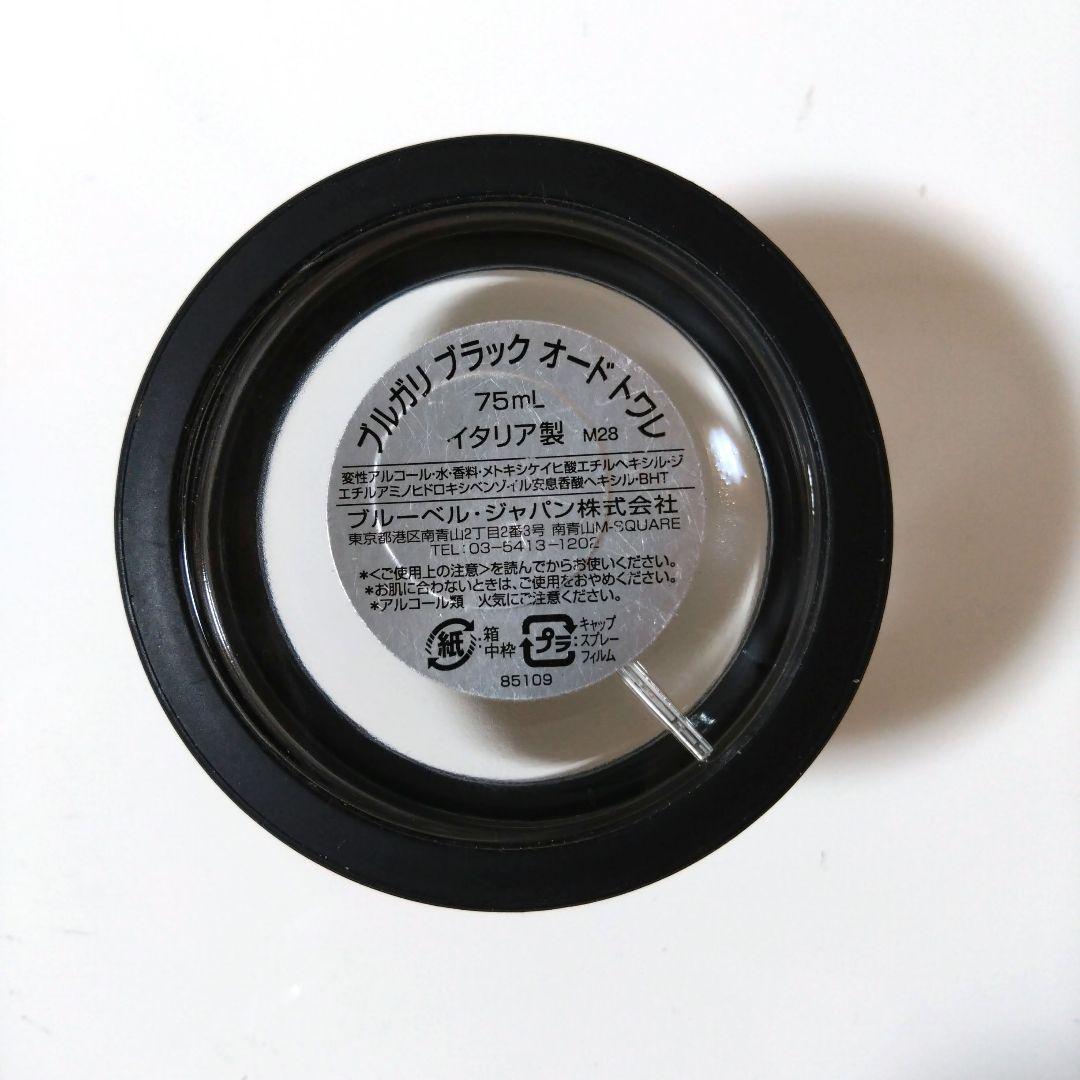 ブルガリ ブラック オードトワレ
75mL
イタリア製 M28
変性アルコール・水・香料・メトキシケイヒ酸エチルヘキシル・ジ
エチルアミノヒドロキシベンゾイル安息香酸ヘキシル・BHT
ブルーベル・ジャパン株式会社
東京都港区南青山2丁目2番3号 南青山M-SQUARE
TEL:03-5413-1202
*<ご使用上の注意>を読んでからお使いください。
*お肌に合わないときは、ご使用をおやめください。
*アルコール類 火気にご注意ください。
紙:箱 中枠
プラ:キャップ スプレー フィルム
85109